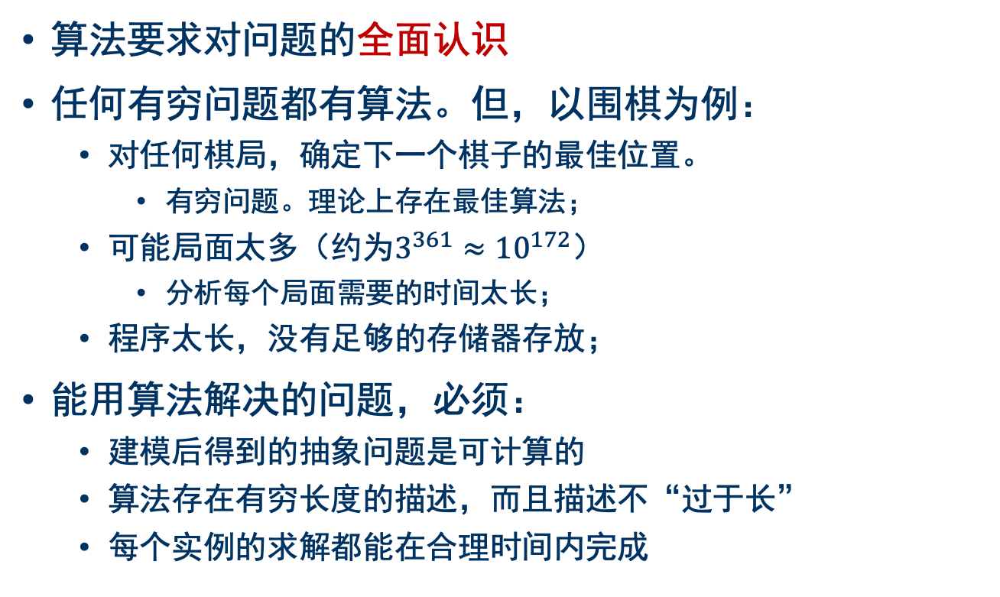 • 算法要求对问题的全面认识
• 任何有穷问题都有算法。但，以围棋为例：
• 对任何棋局，确定下一个棋子的最佳位置。
• 有穷问题。理论上存在最佳算法；
• 可能局面太多（约为3^361 ≈ 10^172）
• 分析每个局面需要的时间太长；
• 程序太长，没有足够的存储器存放；
• 能用算法解决的问题，必须：
• 建模后得到的抽象问题是可计算的
• 算法存在有穷长度的描述，而且描述不“过于长”
• 每个实例的求解都能在合理时间内完成